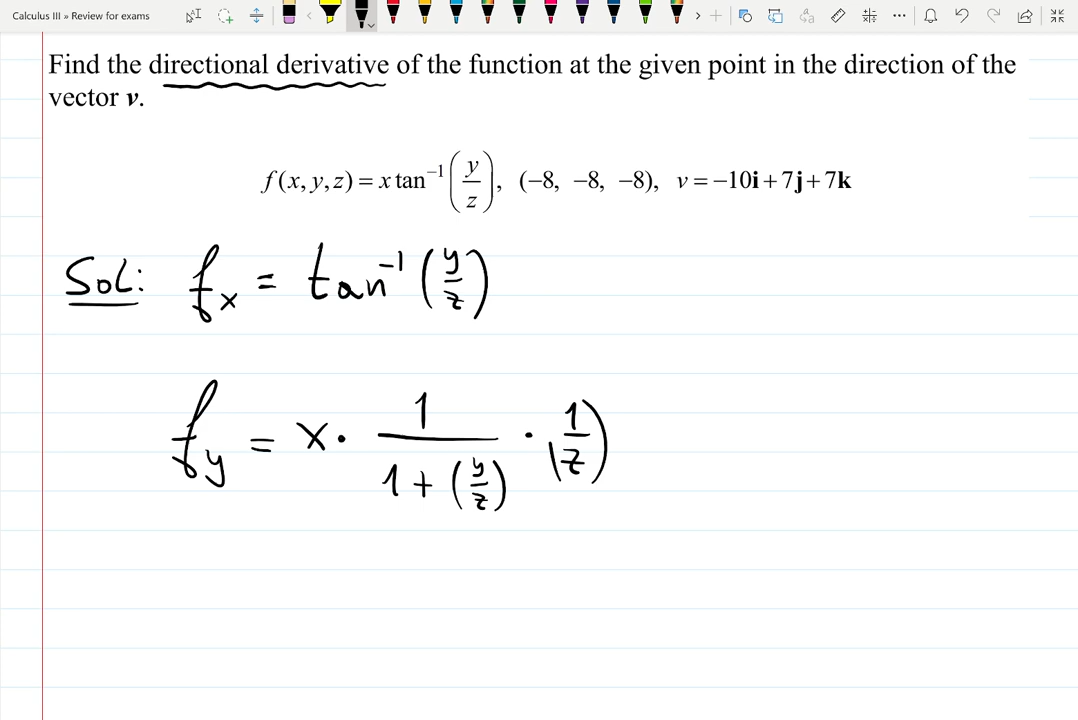 Calculus III » Review for exams
Find the directional derivative of the function at the given point in the direction of the
vector v.
f(x, y, z) = x tan⁻¹(y/z), (−8, −8, −8), v = −10i + 7j + 7k
Sol: fₓ = tan⁻¹(y/z)
f_y = x · 1/(1 + (y/z)) · (1/z)